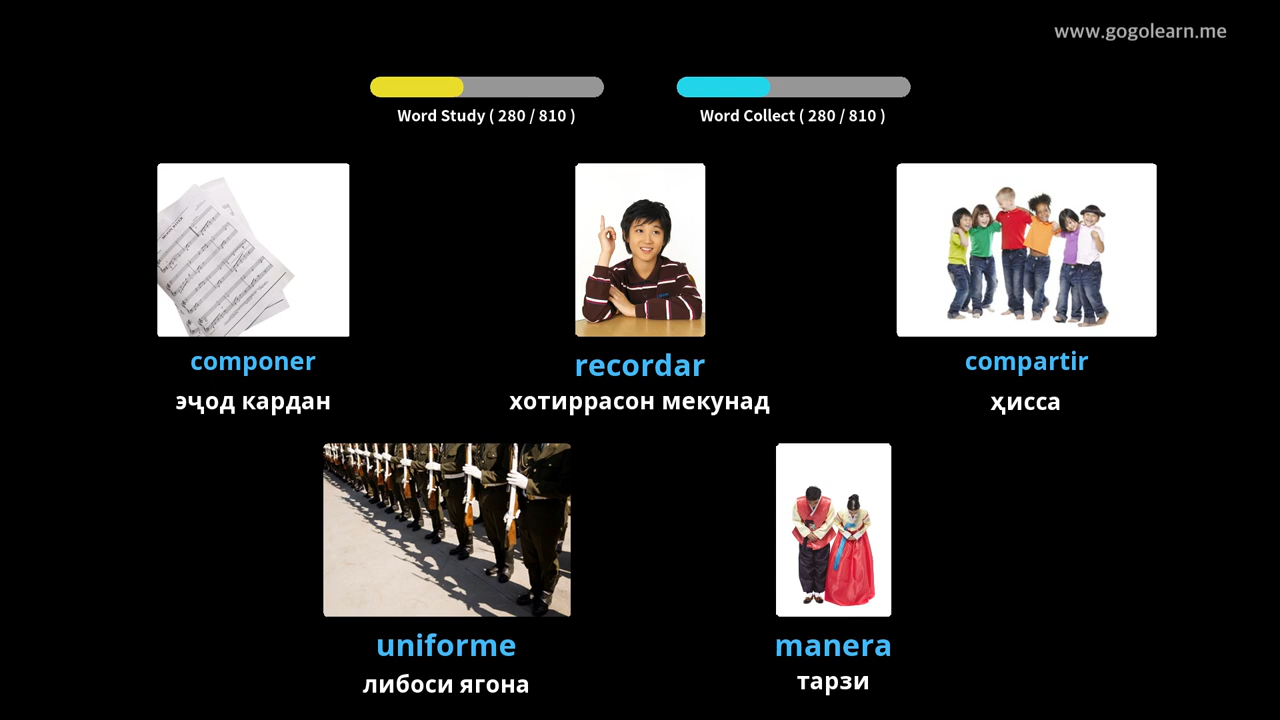 www.gogolearn.me
Word Study ( 280 / 810 )
Word Collect ( 280 / 810 )
componer
эҷод кардан
recordar
хотиррасон мекунад
compartir
ҳисса
uniforme
либоси ягона
manera
тарзи